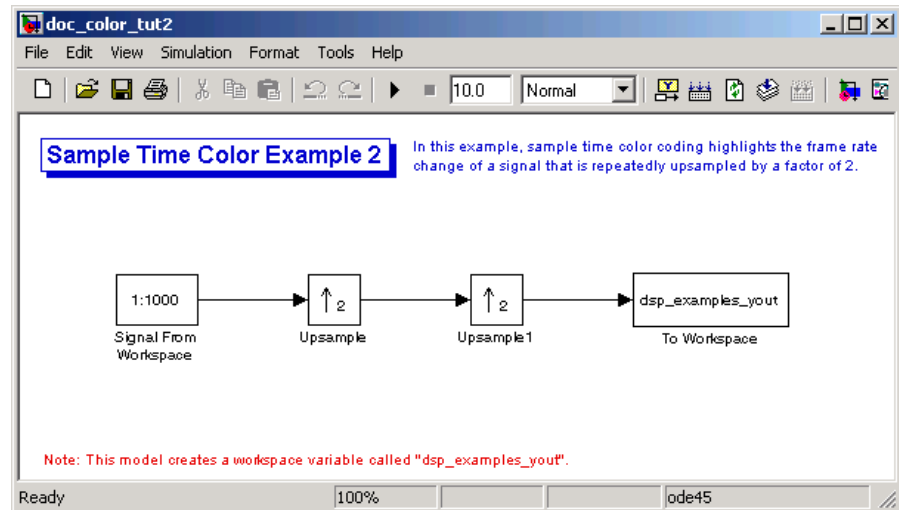 doc_color_tut2
File Edit View Simulation Format Tools Help
10.0 Normal
Sample Time Color Example 2
In this example, sample time color coding highlights the frame rate
change of a signal that is repeatedly upsampled by a factor of 2.
1:1000
2
2
dsp_examples_yout
Signal From
Workspace
Upsample
Upsample1
To Workspace
Note: This model creates a workspace variable called "dsp_examples_yout".
Ready 100% ode45